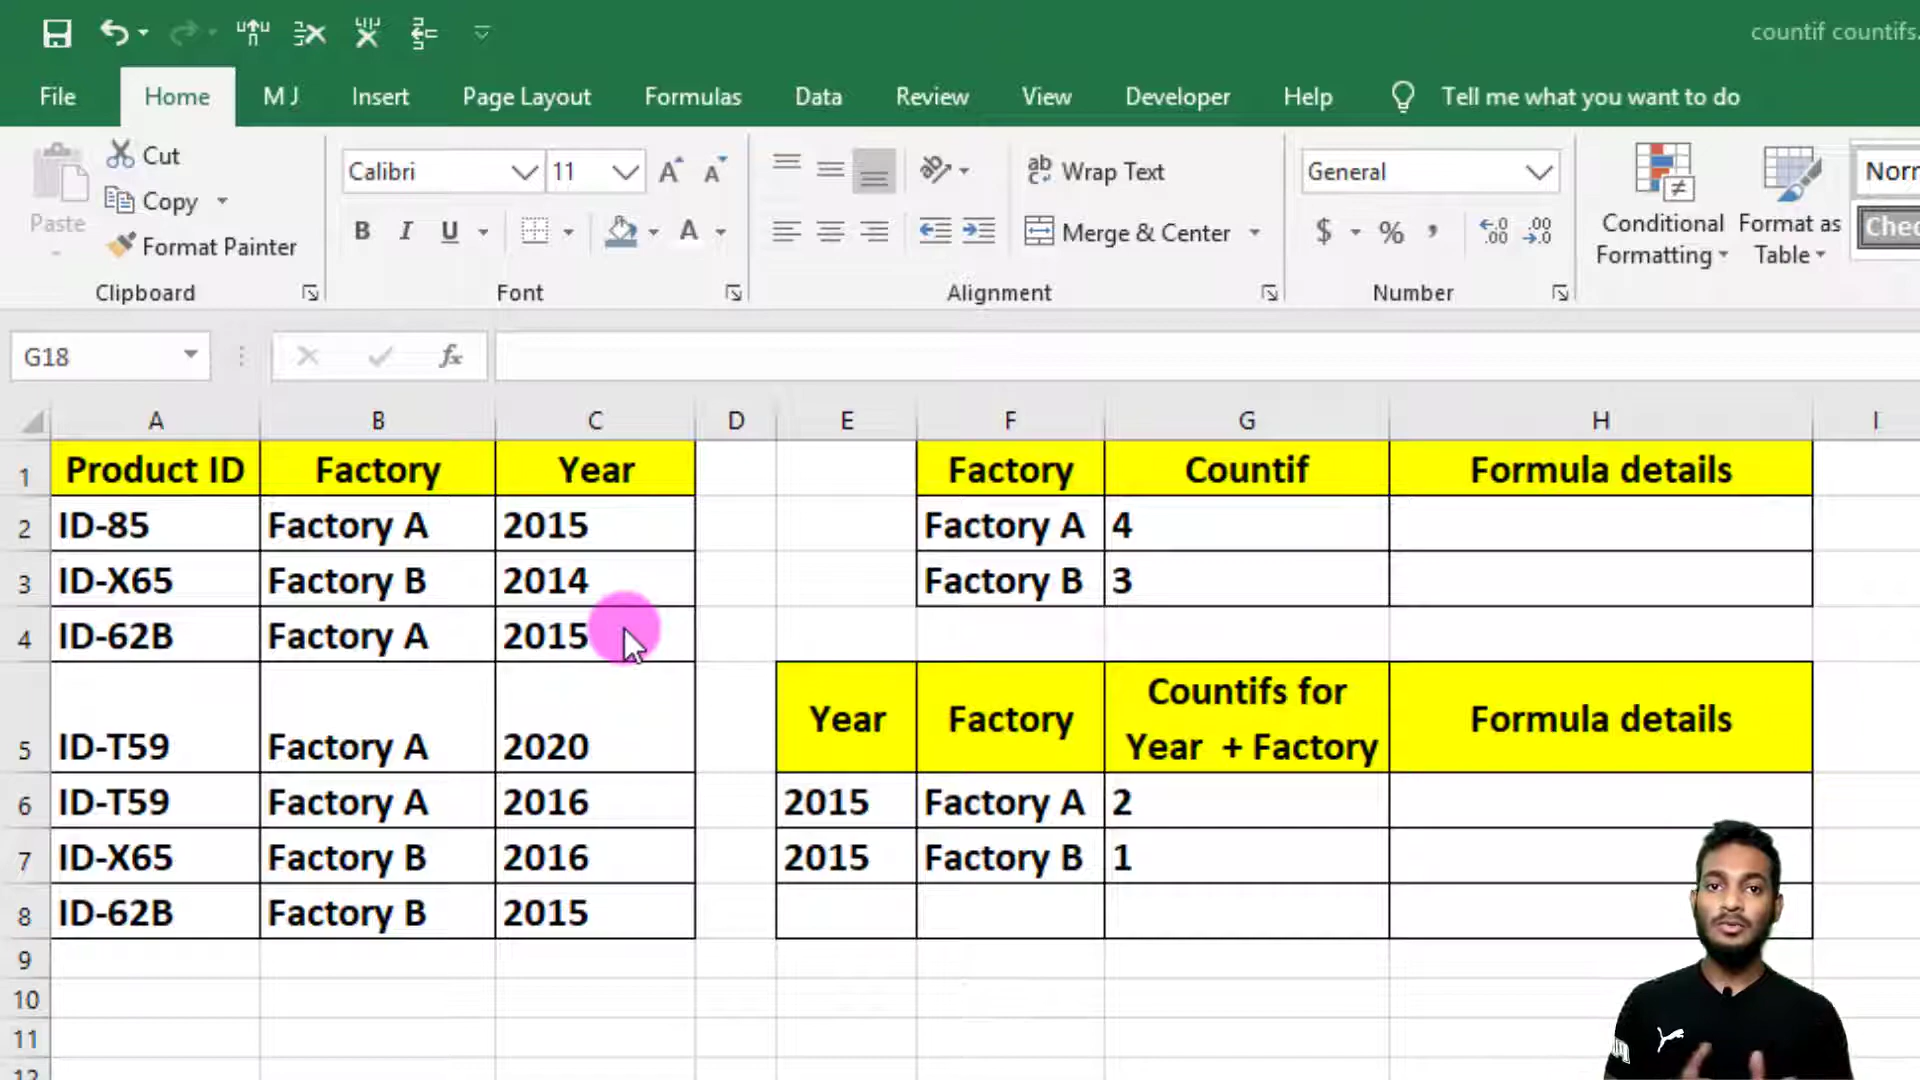 countif countifs.
File Home M J Insert Page Layout Formulas Data Review View Developer Help Tell me what you want to do
Paste
Cut
Copy
Format Painter
Clipboard
Calibri 11
A A
B I U A
Font
ab Wrap Text
Merge & Center
Alignment
General
$ % , .00 .00
Number
Conditional
Formatting
Format as
Table
Norr
Chec
G18 fx
A B C D E F G H I
1 Product ID Factory Year Factory Countif Formula details
2 ID-85 Factory A 2015 Factory A 4
3 ID-X65 Factory B 2014 Factory B 3
4 ID-62B Factory A 2015
Year Factory Countifs for
Year + Factory Formula details
5 ID-T59 Factory A 2020
6 ID-T59 Factory A 2016 2015 Factory A 2
7 ID-X65 Factory B 2016 2015 Factory B 1
8 ID-62B Factory B 2015
9
10
11
12